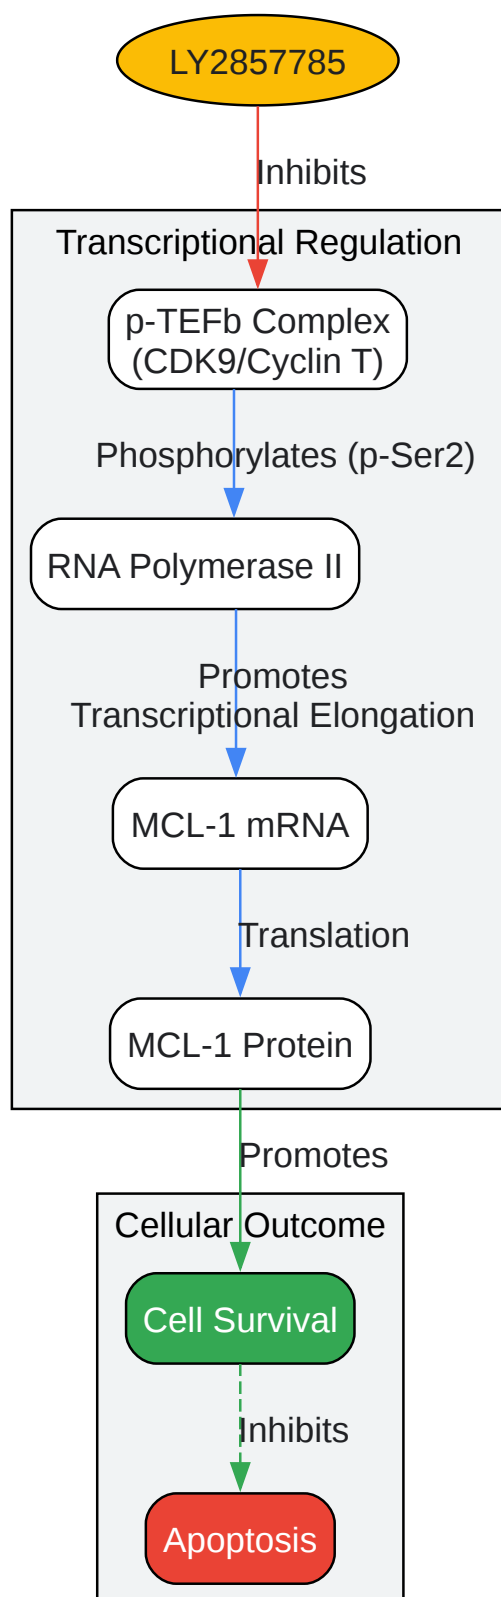 LY2857785
Inhibits
Transcriptional Regulation
p-TEFb Complex
(CDK9/Cyclin T)
Phosphorylates (p-Ser2)
RNA Polymerase II
Promotes
Transcriptional Elongation
MCL-1 mRNA
Translation
MCL-1 Protein
Promotes
Cellular Outcome
Cell Survival
Inhibits
Apoptosis